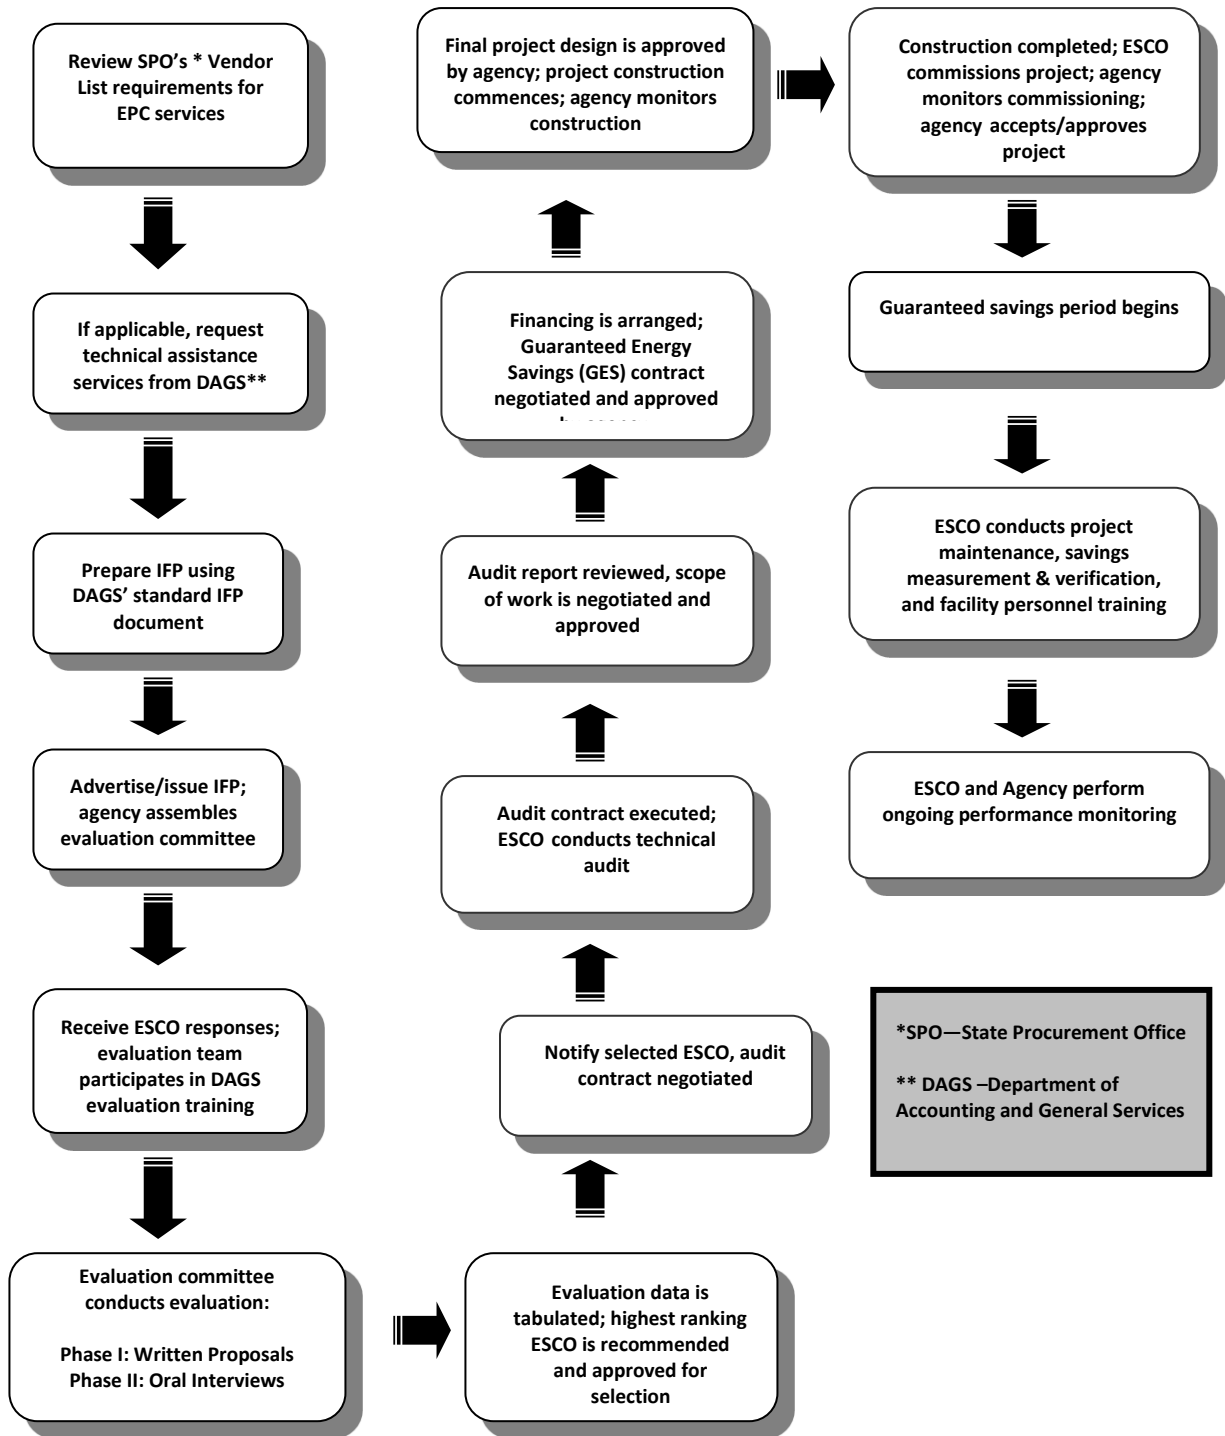 Review SPO’s * Vendor
List requirements for
EPC services
If applicable, request
technical assistance
services from DAGS**
Prepare IFP using
DAGS’ standard IFP
document
Advertise/issue IFP;
agency assembles
evaluation committee
Receive ESCO responses;
evaluation team
participates in DAGS
evaluation training
Evaluation committee
conducts evaluation:
Phase I: Written Proposals
Phase II: Oral Interviews
Evaluation data is
tabulated; highest ranking
ESCO is recommended
and approved for
selection
Notify selected ESCO, audit
contract negotiated
Audit contract executed;
ESCO conducts technical
audit
Audit report reviewed, scope
of work is negotiated and
approved
Financing is arranged;
Guaranteed Energy
Savings (GES) contract
negotiated and approved
Final project design is approved
by agency; project construction
commences; agency monitors
construction
Construction completed; ESCO
commissions project; agency
monitors commissioning;
agency accepts/approves
project
Guaranteed savings period begins
ESCO conducts project
maintenance, savings
measurement & verification,
and facility personnel training
ESCO and Agency perform
ongoing performance monitoring
*SPO—State Procurement Office
** DAGS –Department of
Accounting and General Services